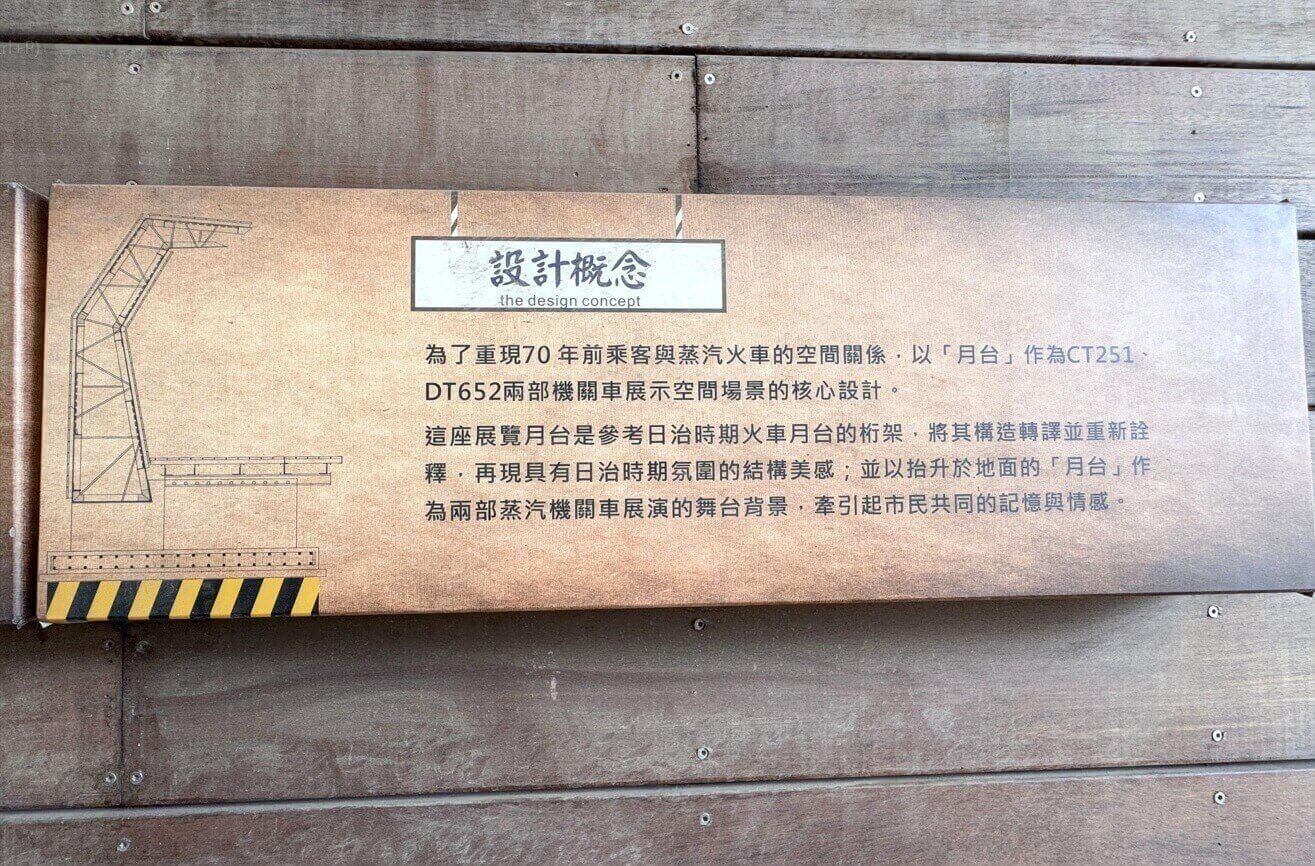 設計概念
the design concept
為了重現70 年前乘客與蒸汽火車的空間關係，以「月台」作為CT251、
DT652兩部機關車展示空間場景的核心設計。
這座展覽月台是參考日治時期火車月台的桁架，將其構造轉譯並重新詮
釋，再現具有日治時期氛圍的結構美感；並以抬升於地面的「月台」作
為兩部蒸汽機關車展演的舞台背景，牽引起市民共同的記憶與情感。